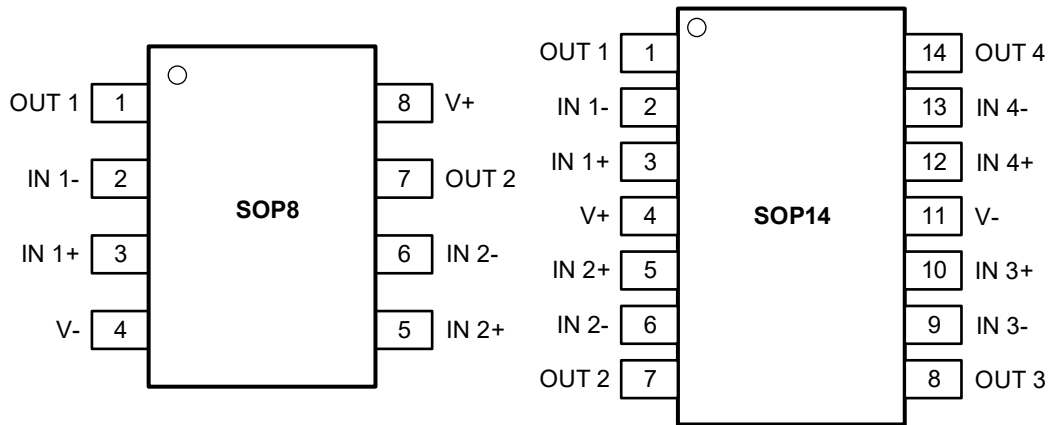 OUT 1 1 8 V+
IN 1- 2 7 OUT 2
SOP8
IN 1+ 3 6 IN 2-
V- 4 5 IN 2+
OUT 1 1 14 OUT 4
IN 1- 2 13 IN 4-
IN 1+ 3 12 IN 4+
V+ 4 SOP14 11 V-
IN 2+ 5 10 IN 3+
IN 2- 6 9 IN 3-
OUT 2 7 8 OUT 3